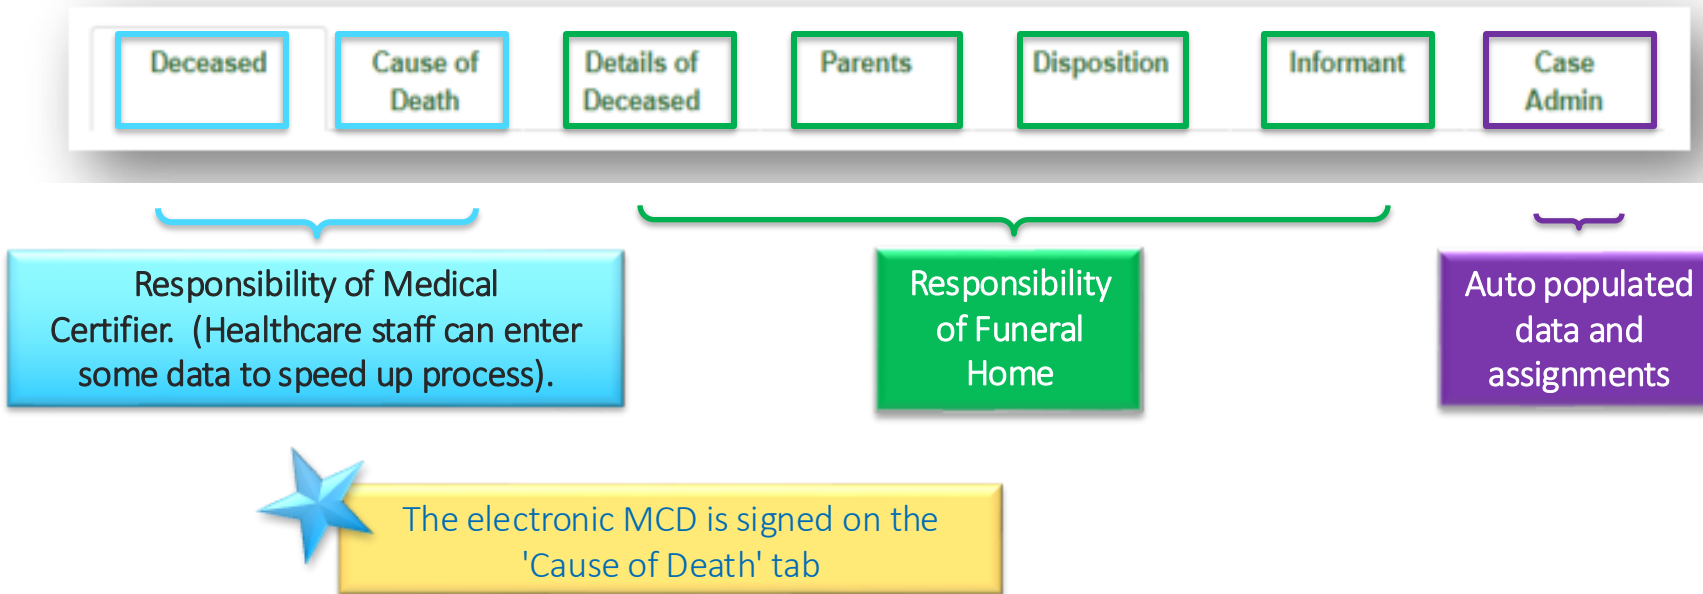 Deceased
Cause of
Death
Details of
Deceased
Parents
Disposition
Informant
Case
Admin
Responsibility of Medical
Certifier.  (Healthcare staff can enter
some data to speed up process).
Responsibility
of Funeral
Home
Auto populated
data and
assignments
The electronic MCD is signed on the
'Cause of Death' tab